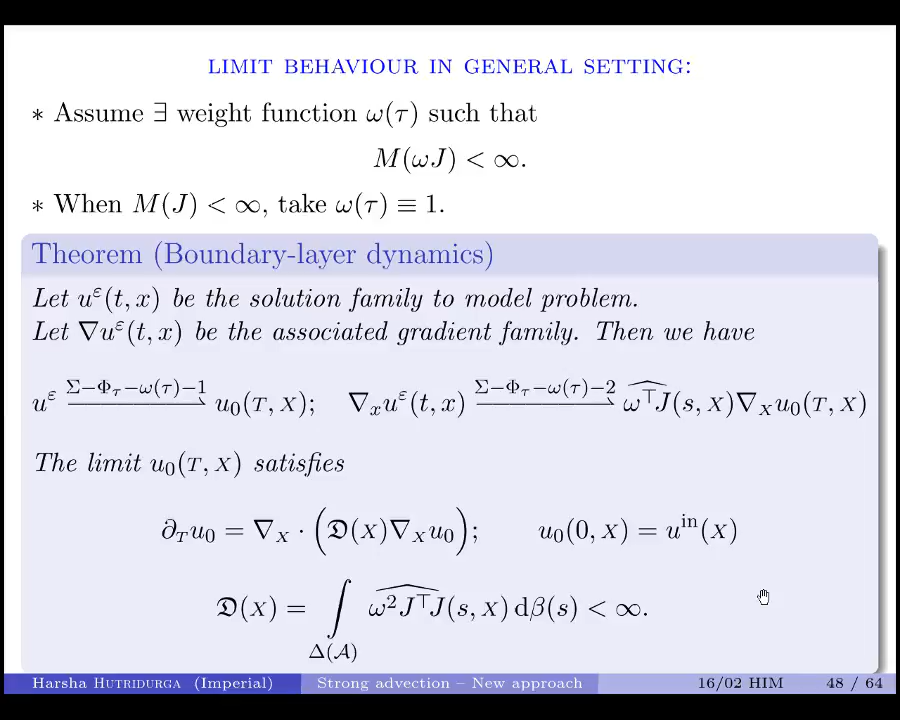 LIMIT BEHAVIOUR IN GENERAL SETTING:
∗ Assume ∃ weight function ω(τ) such that
M(ωJ) < ∞.
∗ When M(J) < ∞, take ω(τ) ≡ 1.
Theorem (Boundary-layer dynamics)
Let u^ε(t, x) be the solution family to model problem.
Let ∇u^ε(t, x) be the associated gradient family. Then we have
u^ε \xrightharpoonup{Σ−Φ_τ−ω(τ)−1} u_0(T, X); ∇_x u^ε(t, x) \xrightharpoonup{Σ−Φ_τ−ω(τ)−2} \widehat{ω^⊤J}(s, X)∇_X u_0(T, X)
The limit u_0(T, X) satisfies
∂_T u_0 = ∇_X · (𝔇(X)∇_X u_0); u_0(0, X) = u^in(X)
𝔇(X) = ∫_{Δ(𝒜)} \widehat{ω^2J^⊤J}(s, X) dβ(s) < ∞.
Harsha HUTRIDURGA (Imperial) Strong advection – New approach 16/02 HIM 48 / 64